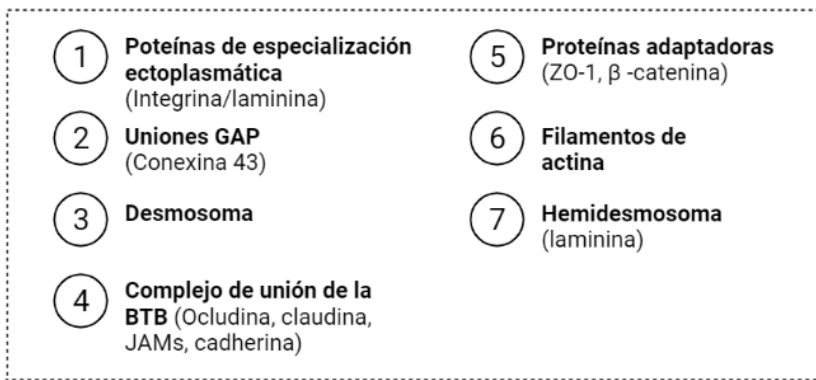 1
Poteínas de especialización
ectoplasmática
(Integrina/laminina)
2
Uniones GAP
(Conexina 43)
3
Desmosoma
4
Complejo de unión de la
BTB (Ocludina, claudina,
JAMs, cadherina)
5
Proteínas adaptadoras
(ZO-1, β -catenina)
6
Filamentos de
actina
7
Hemidesmosoma
(laminina)